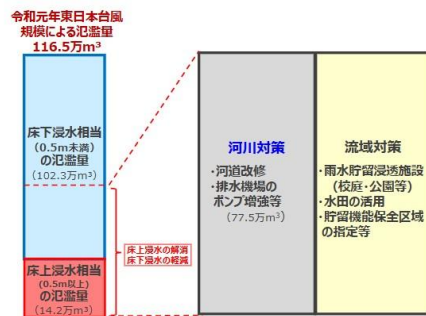 令和元年東日本台風
規模による氾濫量
116.5万m³
床下浸水相当
(0.5m未満)
の氾濫量
(102.3万m³)
床上浸水相当
(0.5m以上)
の氾濫量
(14.2万m³)
床上浸水の解消
床下浸水の軽減
河川対策
・河道改修
・排水機場の
ポンプ増強等
(77.5万m³)
流域対策
・雨水貯留浸透施設
(校庭・公園等)
・水田の活用
・貯留機能保全区域
の指定等